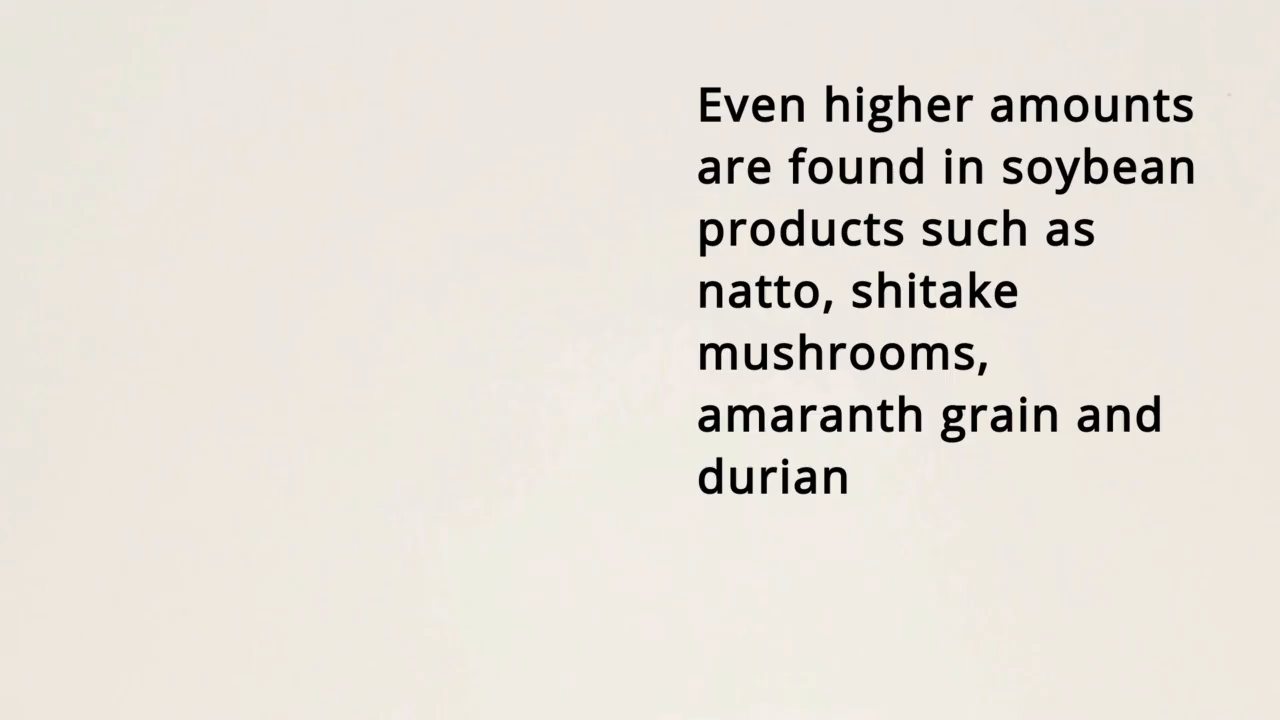 Even higher amounts
are found in soybean
products such as
natto, shitake
mushrooms,
amaranth grain and
durian